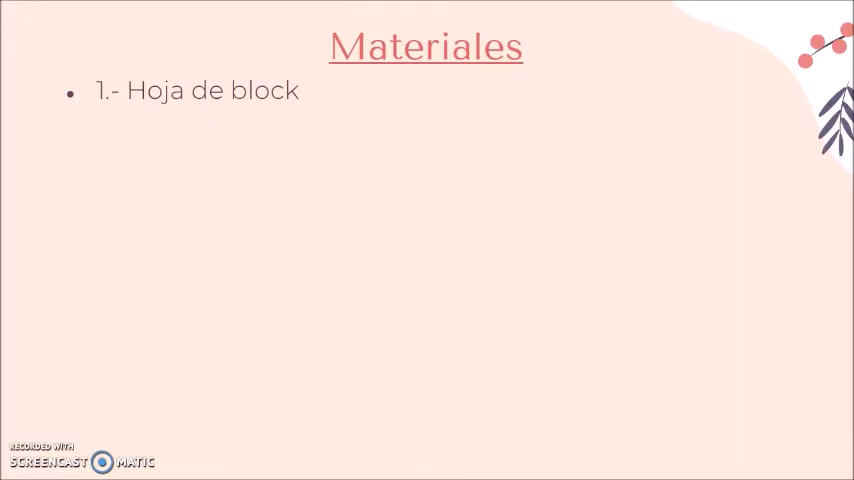 Materiales
• 1.- Hoja de block
RECORDED WITH
SCREENCAST MATIC